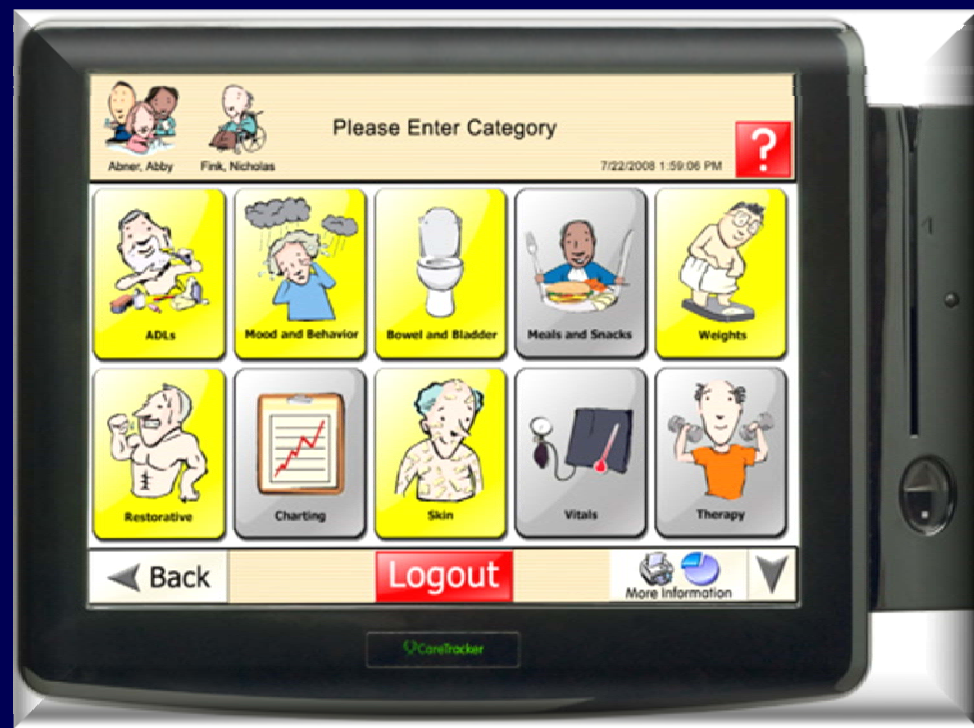 Please Enter Category
Abner, Abby
Fink, Nicholas
7/22/2008 1:59:06 PM
?
ADLs
Mood and Behavior
Bowel and Bladder
Meals and Snacks
Weights
Restorative
Charting
Skin
Vitals
Therapy
Back
Logout
More Information
CareTracker